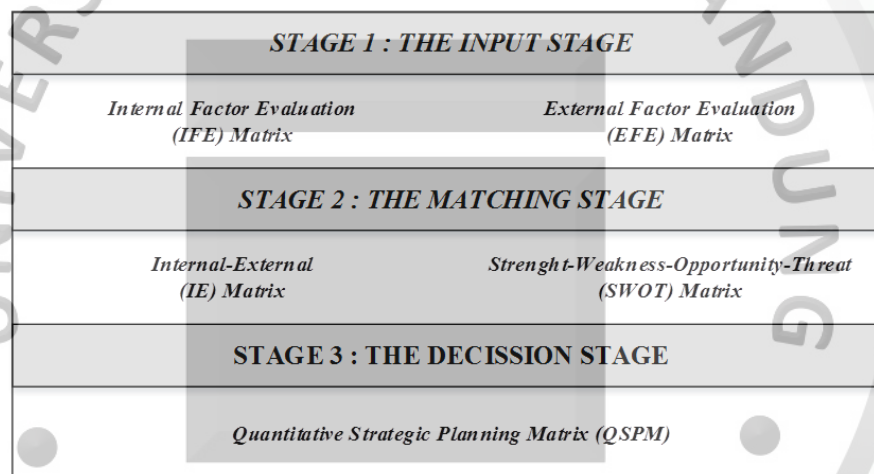 STAGE 1 : THE INPUT STAGE
Internal Factor Evaluation
(IFE) Matrix
External Factor Evaluation
(EFE) Matrix
STAGE 2 : THE MATCHING STAGE
Internal-External
(IE) Matrix
Strenght-Weakness-Opportunity-Threat
(SWOT) Matrix
STAGE 3 : THE DECISSION STAGE
Quantitative Strategic Planning Matrix (QSPM)